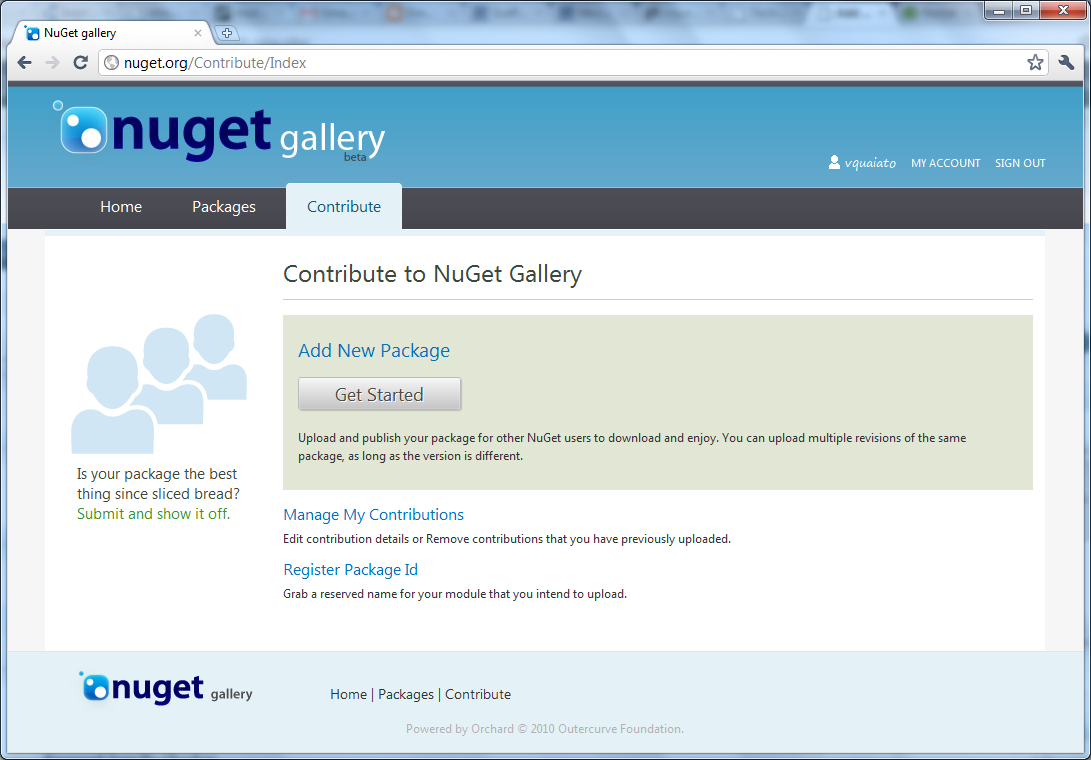 NuGet gallery
nuget.org/Contribute/Index
nuget gallery
beta
vquaiato MY ACCOUNT SIGN OUT
Home Packages Contribute
Contribute to NuGet Gallery
Add New Package
Get Started
Upload and publish your package for other NuGet users to download and enjoy. You can upload multiple revisions of the same
package, as long as the version is different.
Is your package the best
thing since sliced bread?
Submit and show it off.
Manage My Contributions
Edit contribution details or Remove contributions that you have previously uploaded.
Register Package Id
Grab a reserved name for your module that you intend to upload.
nuget gallery
Home | Packages | Contribute
Powered by Orchard © 2010 Outercurve Foundation.